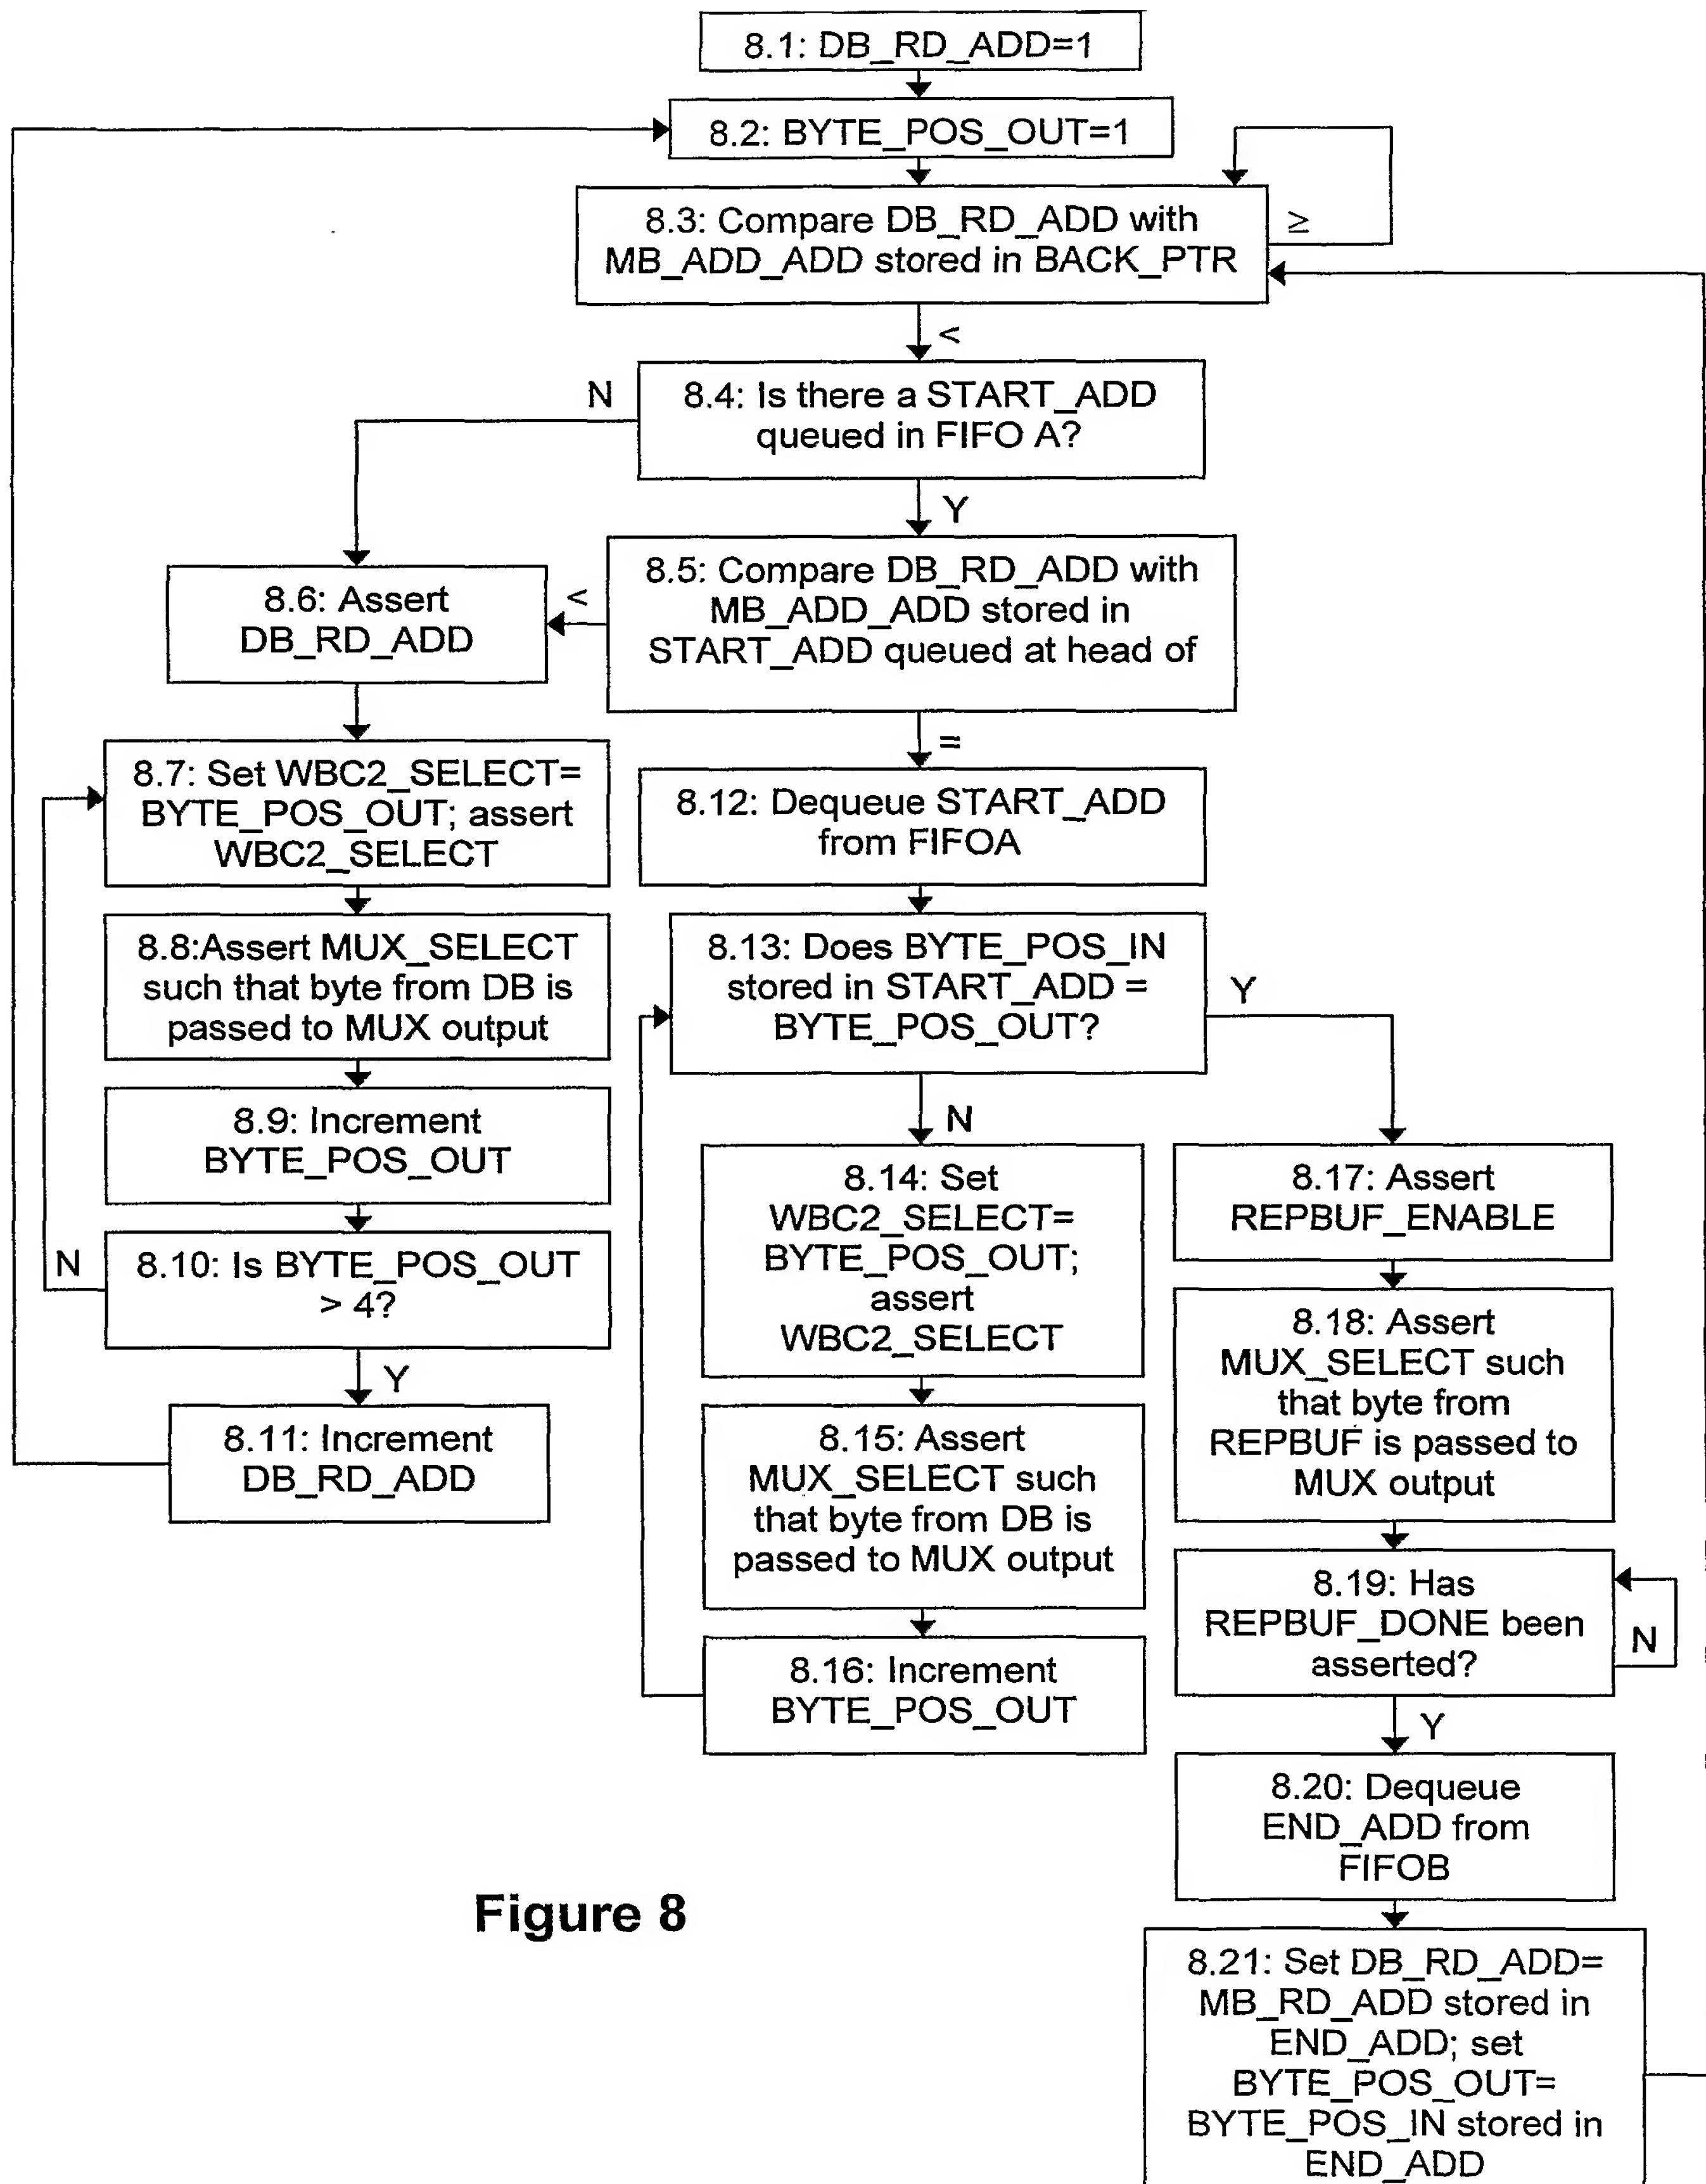 8.1: DB_RD_ADD=1
8.2: BYTE_POS_OUT=1
8.3: Compare DB_RD_ADD with
MB_ADD_ADD stored in BACK_PTR
≥
<
8.4: Is there a START_ADD
queued in FIFO A?
N
Y
8.5: Compare DB_RD_ADD with
MB_ADD_ADD stored in
START_ADD queued at head of
<
=
8.6: Assert
DB_RD_ADD
8.7: Set WBC2_SELECT=
BYTE_POS_OUT; assert
WBC2_SELECT
8.8:Assert MUX_SELECT
such that byte from DB is
passed to MUX output
8.9: Increment
BYTE_POS_OUT
8.10: Is BYTE_POS_OUT
> 4?
N
Y
8.11: Increment
DB_RD_ADD
8.12: Dequeue START_ADD
from FIFOA
8.13: Does BYTE_POS_IN
stored in START_ADD =
BYTE_POS_OUT?
Y
N
8.14: Set
WBC2_SELECT=
BYTE_POS_OUT;
assert
WBC2_SELECT
8.15: Assert
MUX_SELECT such
that byte from DB is
passed to MUX output
8.16: Increment
BYTE_POS_OUT
8.17: Assert
REPBUF_ENABLE
8.18: Assert
MUX_SELECT such
that byte from
REPBUF is passed to
MUX output
8.19: Has
REPBUF_DONE been
asserted?
N
Y
8.20: Dequeue
END_ADD from
FIFOB
8.21: Set DB_RD_ADD=
MB_RD_ADD stored in
END_ADD; set
BYTE_POS_OUT=
BYTE_POS_IN stored in
END_ADD
Figure 8